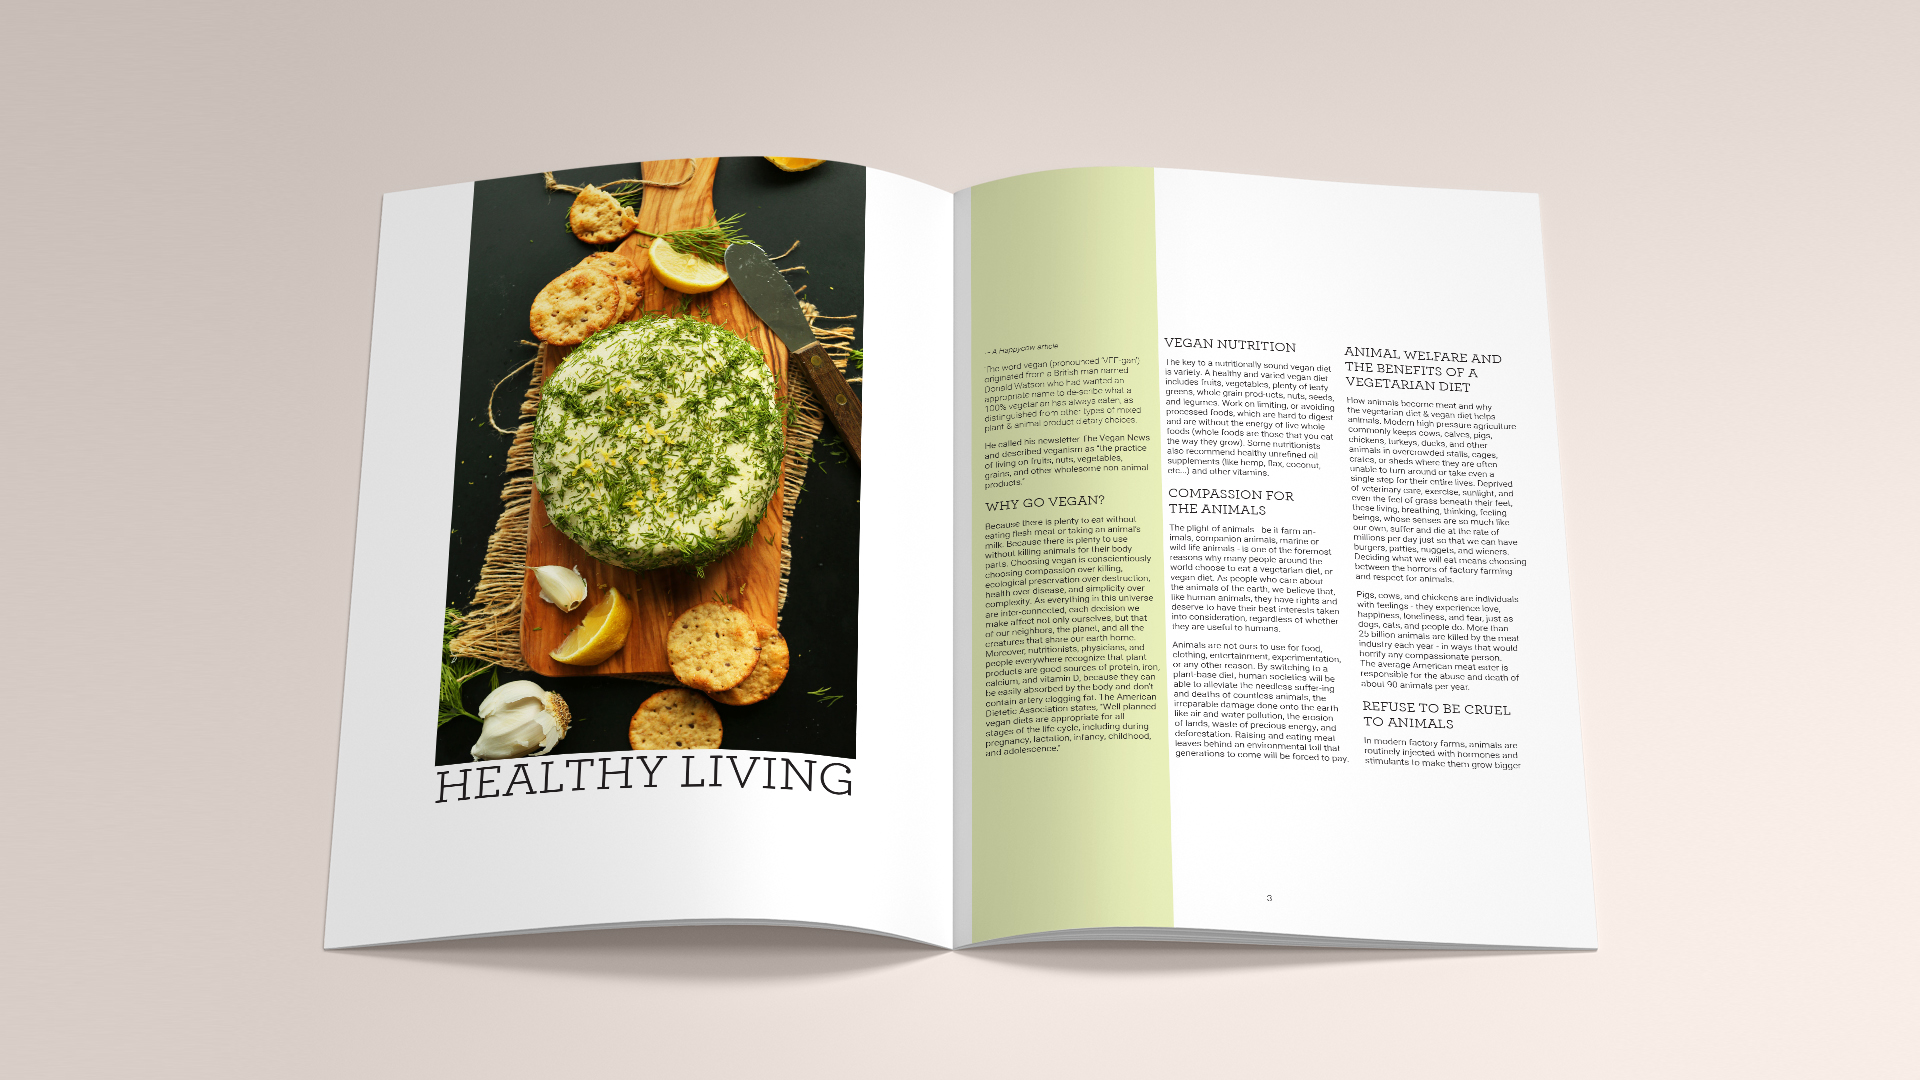 HEALTHY LIVING
- A Happycow article
The word vegan (pronounced 'VEE-gan')
originated from a British man named
Donald Watson who had wanted an
appropriate name to de-scribe what a
100% vegetarian has always eaten, as
distinguished from other types of mixed
plant & animal product dietary choices.
He called his newsletter The Vegan News
and described veganism as "the practice
of living on fruits, nuts, vegetables,
grains, and other wholesome non animal
products."
WHY GO VEGAN?
Because there is plenty to eat without
eating flesh meat or taking an animal's
milk. Because there is plenty to use
without killing animals for their body
parts. Choosing vegan is conscientiously
choosing compassion over killing,
ecological preservation over destruction,
health over disease, and simplicity over
complexity. As everything in this universe
are inter-connected, each decision we
make affect not only ourselves, but that
of our neighbors, the planet, and all the
creatures that share our earth home.
Moreover, nutritionists, physicians, and
people everywhere recognize that plant
products are good sources of protein, iron,
calcium, and vitamin D, because they can
be easily absorbed by the body and don't
contain artery clogging fat. The American
Dietetic Association states, "Well planned
vegan diets are appropriate for all
stages of the life cycle, including during
pregnancy, lactation, infancy, childhood,
and adolescence."
VEGAN NUTRITION
The key to a nutritionally sound vegan diet
is variety. A healthy and varied vegan diet
includes fruits, vegetables, plenty of leafy
greens, whole grain prod-ucts, nuts, seeds,
and legumes. Work on limiting, or avoiding
processed foods, which are hard to digest
and are without the energy of live whole
foods (whole foods are those that you eat
the way they grow). Some nutritionists
also recommend healthy unrefined oil
supplements (like hemp, flax, coconut,
etc...) and other vitamins.
COMPASSION FOR
THE ANIMALS
The plight of animals - be it farm an-
imals, companion animals, marine or
wild life animals - is one of the foremost
reasons why many people around the
world choose to eat a vegetarian diet, or
vegan diet. As people who care about
the animals of the earth, we believe that,
like human animals, they have rights and
deserve to have their best interests taken
into consideration, regardless of whether
they are useful to humans.
Animals are not ours to use for food,
clothing, entertainment, experimentation,
or any other reason. By switching to a
plant-base diet, human societies will be
able to alleviate the needless suffer-ing
and deaths of countless animals, the
irreparable damage done onto the earth
like air and water pollution, the erosion
of lands, waste of precious energy, and
deforestation. Raising and eating meat
leaves behind an environmental toll that
generations to come will be forced to pay.
ANIMAL WELFARE AND
THE BENEFITS OF A
VEGETARIAN DIET
How animals become meat and why
the vegetarian diet & vegan diet helps
animals. Modern high pressure agriculture
commonly keeps cows, calves, pigs,
chickens, turkeys, ducks, and other
animals in overcrowded stalls, cages,
crates, or sheds where they are often
unable to turn around or take even a
single step for their entire lives. Deprived
of veterinary care, exercise, sunlight, and
even the feel of grass beneath their feet,
these living, breathing, thinking, feeling
beings, whose senses are so much like
our own, suffer and die at the rate of
millions per day just so that we can have
burgers, patties, nuggets, and wieners.
Deciding what we will eat means choosing
between the horrors of factory farming
and respect for animals.
Pigs, cows, and chickens are individuals
with feelings - they experience love,
happiness, loneliness, and fear, just as
dogs, cats, and people do. More than
25 billion animals are killed by the meat
industry each year - in ways that would
horrify any compassionate person.
The average American meat eater is
responsible for the abuse and death of
about 90 animals per year.
REFUSE TO BE CRUEL
TO ANIMALS
In modern factory farms, animals are
routinely injected with hormones and
stimulants to make them grow bigger
3